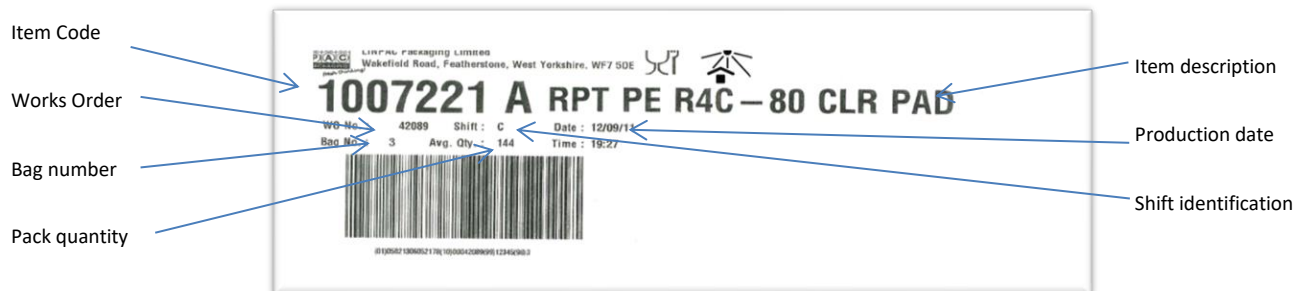 Item Code
Works Order
Bag number
Pack quantity
LINPAC Packaging Limited
Wakefield Road, Featherstone, West Yorkshire. WF7 5QE
1007221 A RPT PE R4C-80 CLR PAD
WO No 42089 Shift : C Date : 12/09/
Bag No 3 Avg. Qty : 144 Time : 19:27
Item description
Production date
Shift identification